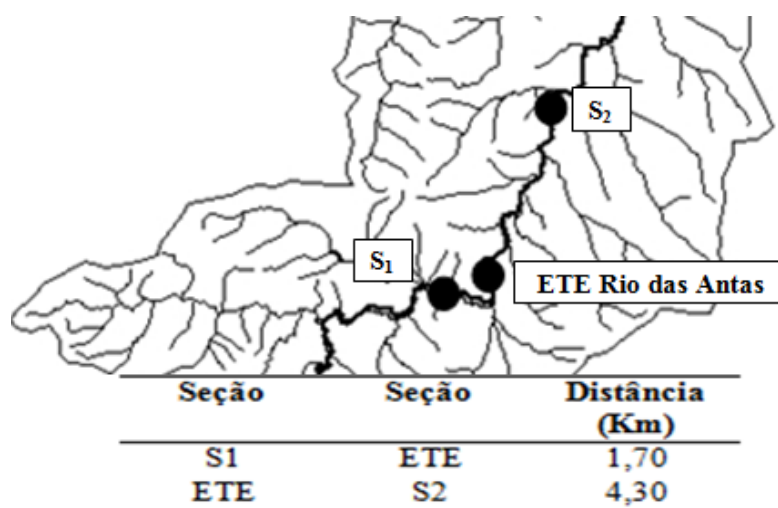 S₂
S₁
ETE Rio das Antas
Seção Seção Distância
(Km)
S1 ETE 1,70
ETE S2 4,30